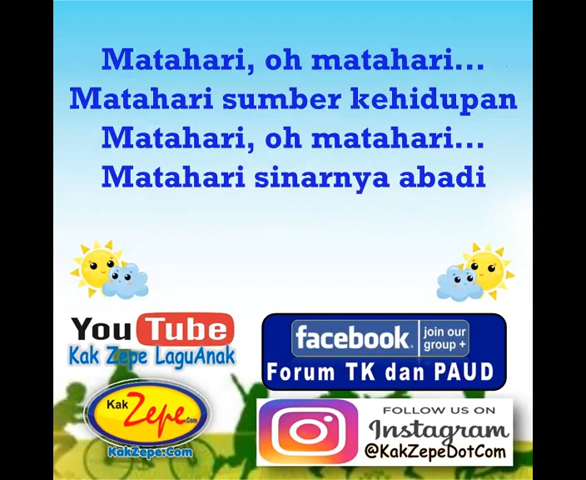 Matahari, oh matahari...
Matahari sumber kehidupan
Matahari, oh matahari...
Matahari sinarnya abadi
YouTube
Kak Zepe LaguAnak
facebook.
join our
group +
Forum TK dan PAUD
Kak Zepe.Com
KakZepe.Com
FOLLOW US ON
Instagram
@KakZepeDotCom